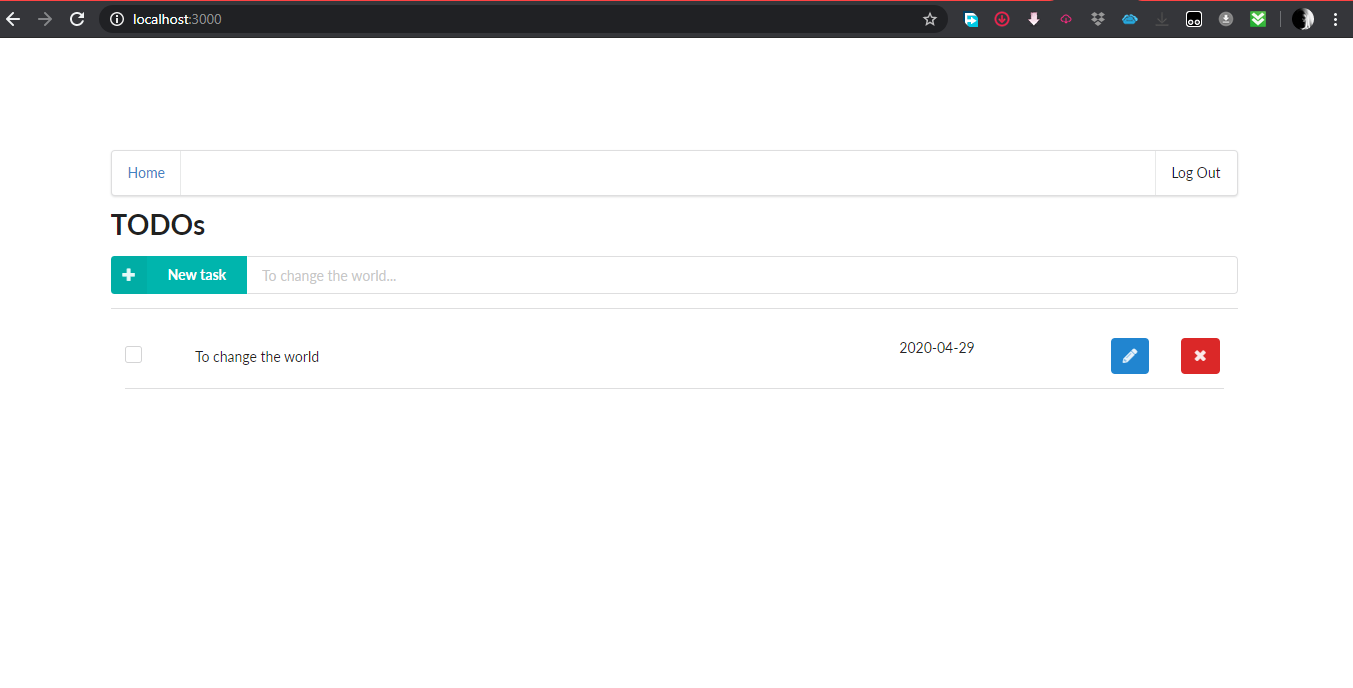 localhost:3000
Home Log Out
TODOs
New task To change the world...
To change the world 2020-04-29